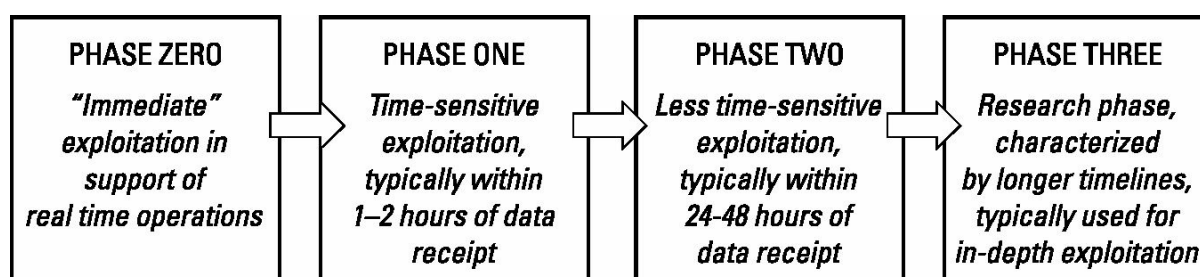 PHASE ZERO
"Immediate"
exploitation in
support of
real time operations
PHASE ONE
Time-sensitive
exploitation,
typically within
1–2 hours of data
receipt
PHASE TWO
Less time-sensitive
exploitation,
typically within
24-48 hours of
data receipt
PHASE THREE
Research phase,
characterized
by longer timelines,
typically used for
in-depth exploitation